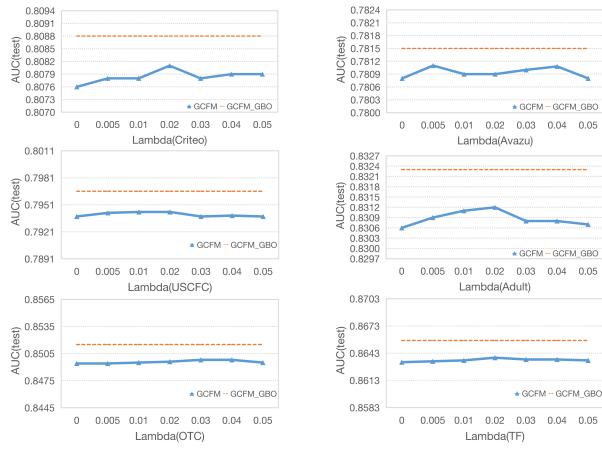 0.8094
0.8091
0.8088
0.8085
0.8082
0.8079
0.8076
0.8073
0.8070
AUC(test)
GCFM GCFM_GBO
0 0.005 0.01 0.02 0.03 0.04 0.05
Lambda(Criteo)
0.7824
0.7821
0.7818
0.7815
0.7812
0.7809
0.7806
0.7803
0.7800
AUC(test)
GCFM GCFM_GBO
0 0.005 0.01 0.02 0.03 0.04 0.05
Lambda(Avazu)
0.8011
0.7981
0.7951
0.7921
0.7891
AUC(test)
GCFM GCFM_GBO
0 0.005 0.01 0.02 0.03 0.04 0.05
Lambda(USCFC)
0.8327
0.8324
0.8321
0.8318
0.8315
0.8312
0.8309
0.8306
0.8303
0.8300
0.8297
AUC(test)
GCFM GCFM_GBO
0 0.005 0.01 0.02 0.03 0.04 0.05
Lambda(Adult)
0.8565
0.8535
0.8505
0.8475
0.8445
AUC(test)
GCFM GCFM_GBO
0 0.005 0.01 0.02 0.03 0.04 0.05
Lambda(OTC)
0.8703
0.8673
0.8643
0.8613
0.8583
AUC(test)
GCFM GCFM_GBO
0 0.005 0.01 0.02 0.03 0.04 0.05
Lambda(TF)